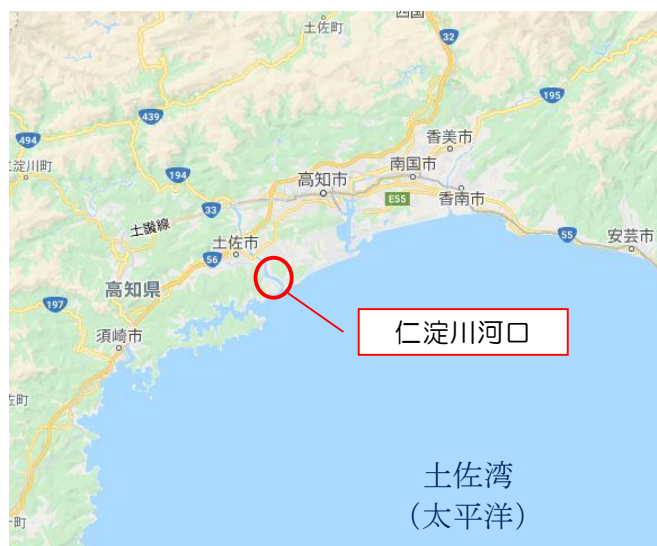 四国
土佐町
32
195
439
香美市
494
南国市
淀川町
194
高知市
E55
香南市
33
土讃線
土佐市
55
安芸市
56
高知県
197
仁淀川河口
須崎市
左町
土佐湾
(太平洋)
町